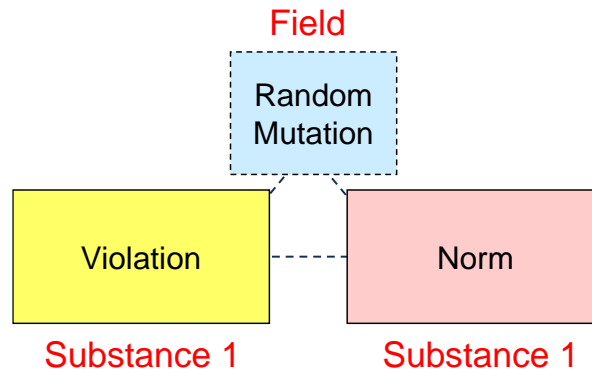 Field
Random
Mutation
Violation
Norm
Substance 1
Substance 1